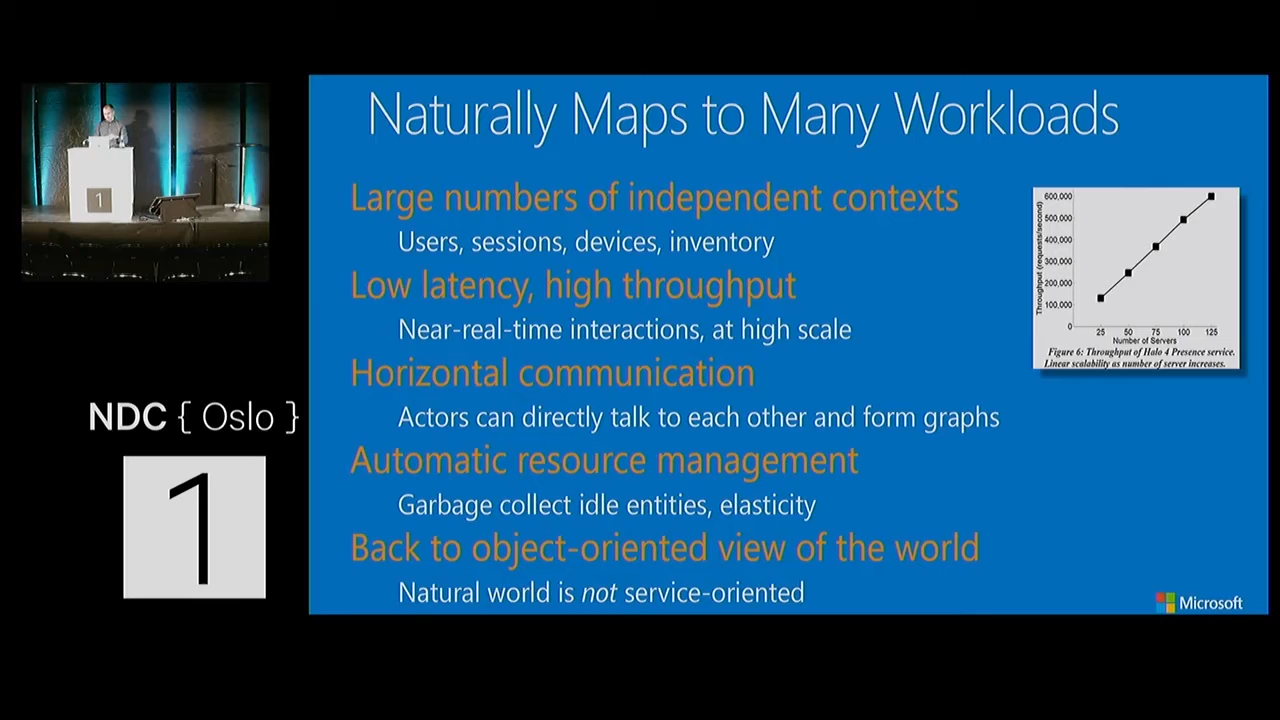 Naturally Maps to Many Workloads
Large numbers of independent contexts
Users, sessions, devices, inventory
Low latency, high throughput
Near-real-time interactions, at high scale
Horizontal communication
Actors can directly talk to each other and form graphs
Automatic resource management
Garbage collect idle entities, elasticity
Back to object-oriented view of the world
Natural world is not service-oriented
Throughput (requests/second)
600,000
500,000
400,000
300,000
200,000
100,000
0
25 50 75 100 125
Number of Servers
Figure 6: Throughput of Halo 4 Presence service.
Linear scalability as number of server increases.
Microsoft
1
NDC { Oslo }
1